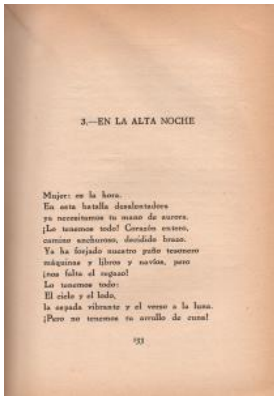 3.—EN LA ALTA NOCHE
Mujer: en la hora.
En esta batalla desalentadora
ya necesitamos tu mano de aurora.
¡Lo tenemos todo! Corazón entero,
camino anchuroso, decidido brazo.
Ya ha forjado nuestro puño tesonero
máquinas y libros y navíos, pero
¡nos falta el regazo!
Lo tenemos todo:
El cielo y el lodo,
la espada vibrante y el verso a la luna.
¡Pero no tenemos tu arrullo de cuna!
133